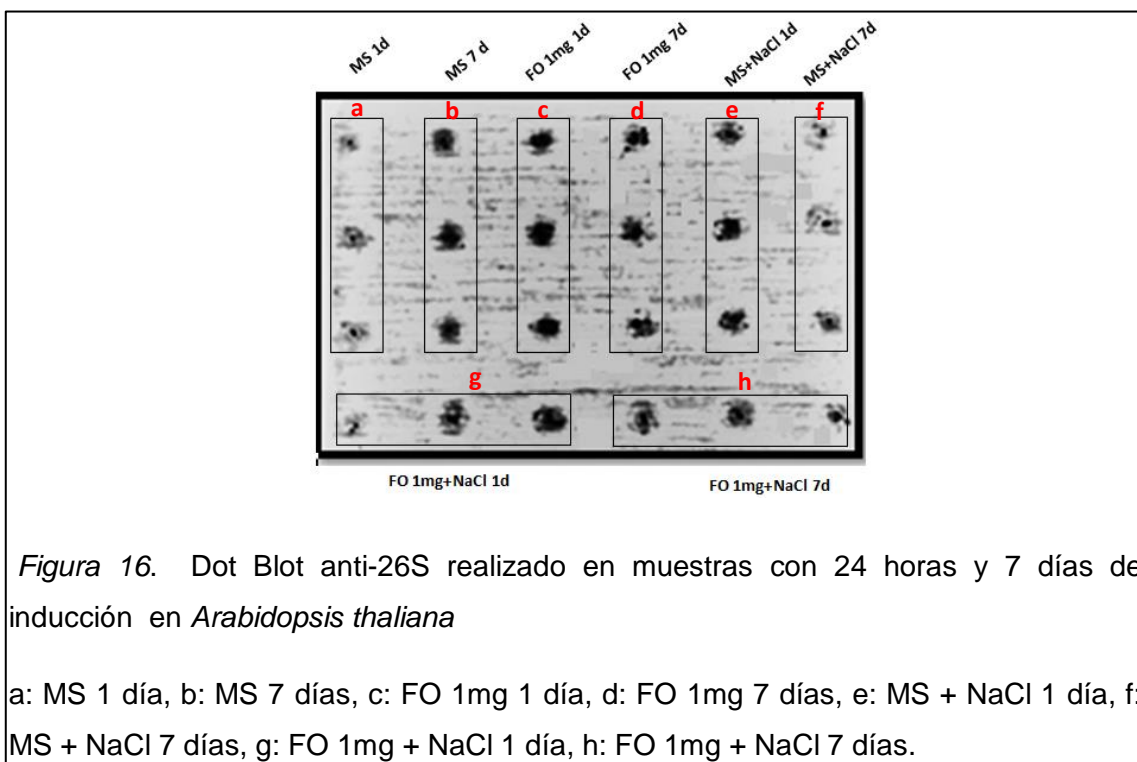 MS 1d
MS 7 d
FO 1mg 1d
FO 1mg 7d
MS+NaCl 1d
MS+NaCl 7d
a b c d e f
g h
FO 1mg+NaCl 1d FO 1mg+NaCl 7d
Figura 16. Dot Blot anti-26S realizado en muestras con 24 horas y 7 días de
inducción en Arabidopsis thaliana
a: MS 1 día, b: MS 7 días, c: FO 1mg 1 día, d: FO 1mg 7 días, e: MS + NaCl 1 día, f:
MS + NaCl 7 días, g: FO 1mg + NaCl 1 día, h: FO 1mg + NaCl 7 días.